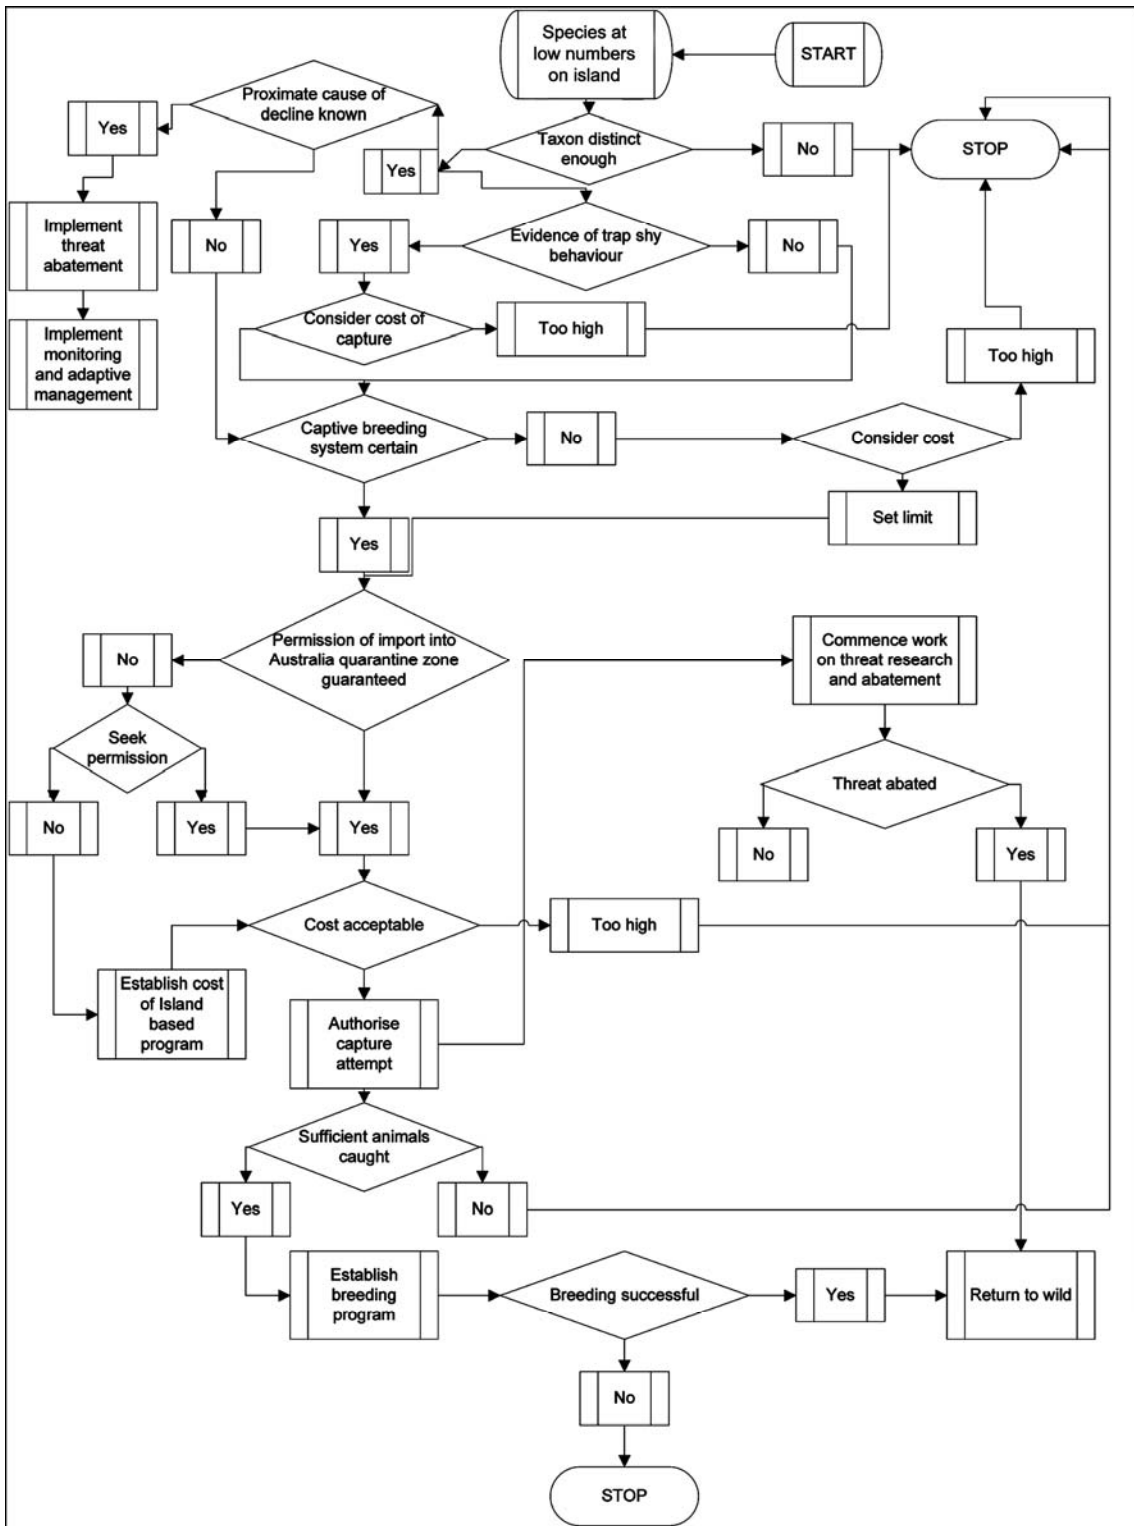 Species at
low numbers
on island
START
Proximate cause of
decline known
Yes
Taxon distinct
enough
No
STOP
Yes
Implement
threat
abatement
No
Yes
Evidence of trap shy
behaviour
No
Consider cost of
capture
Too high
Implement
monitoring
and adaptive
management
Too high
Captive breeding
system certain
No
Consider cost
Yes
Set limit
Permission of import into
Australia quarantine zone
guaranteed
No
Commence work
on threat research
and abatement
Seek
permission
Threat abated
No
Yes
Yes
No
Yes
Cost acceptable
Too high
Establish cost
of Island
based
program
Authorise
capture
attempt
Sufficient animals
caught
Yes
No
Establish
breeding
program
Breeding successful
Yes
Return to wild
No
STOP